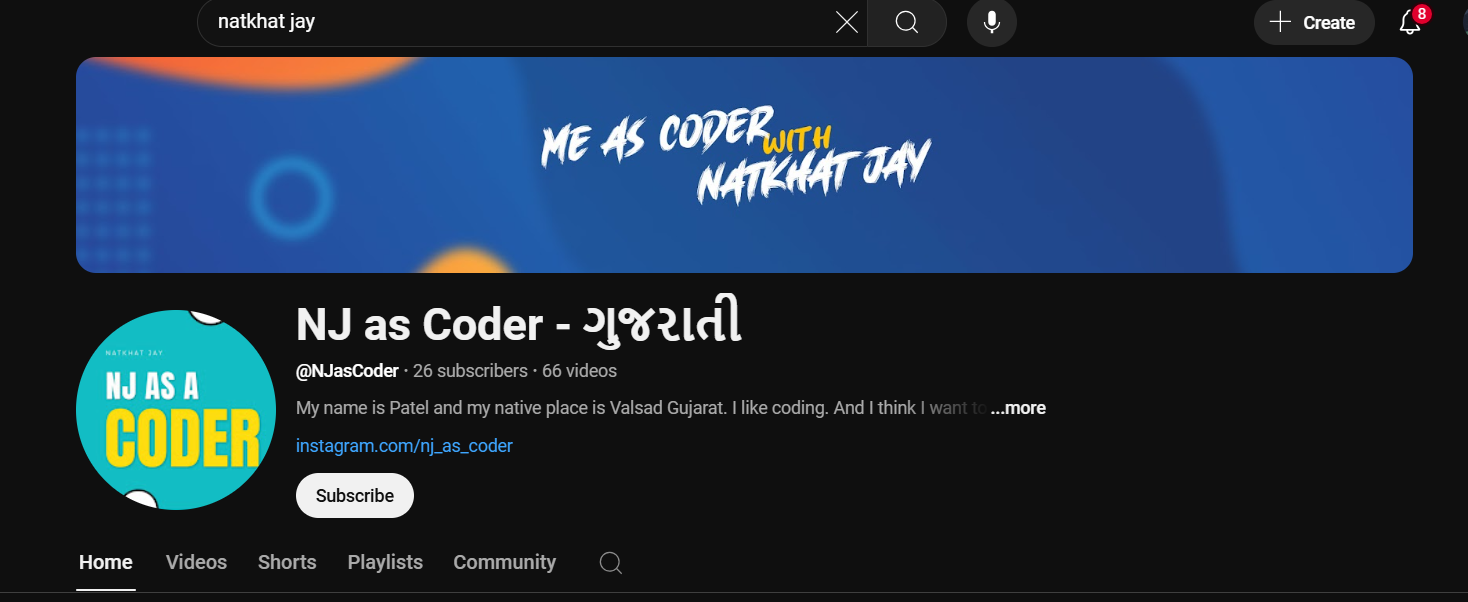 natkhat jay
Create
8
ME AS CODER
WITH
NATKHAT JAY
NATKHAT JAY
NJ AS A
CODER
NJ as Coder - ગુજરાતી
@NJasCoder • 26 subscribers • 66 videos
My name is Patel and my native place is Valsad Gujarat. I like coding. And I think I want to ...more
instagram.com/nj_as_coder
Subscribe
Home Videos Shorts Playlists Community